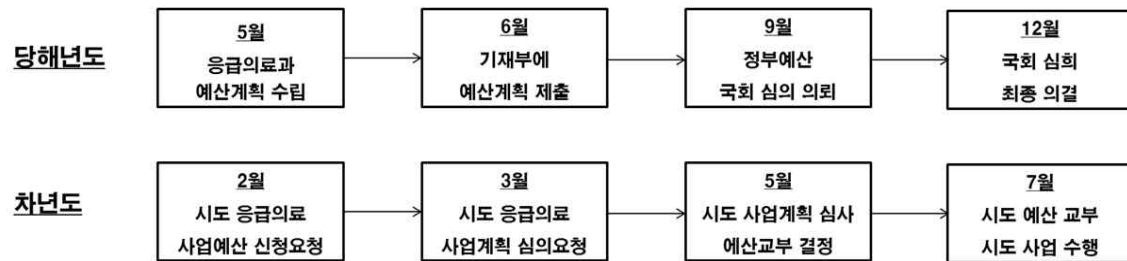 당해년도
5월
응급의료과
예산계획 수립
6월
기재부에
예산계획 제출
9월
정부예산
국회 심의 의뢰
12월
국회 심희
최종 의결
차년도
2월
시도 응급의료
사업예산 신청요청
3월
시도 응급의료
사업계획 심의요청
5월
시도 사업계획 심사
에산교부 결정
7월
시도 예산 교부
시도 사업 수행